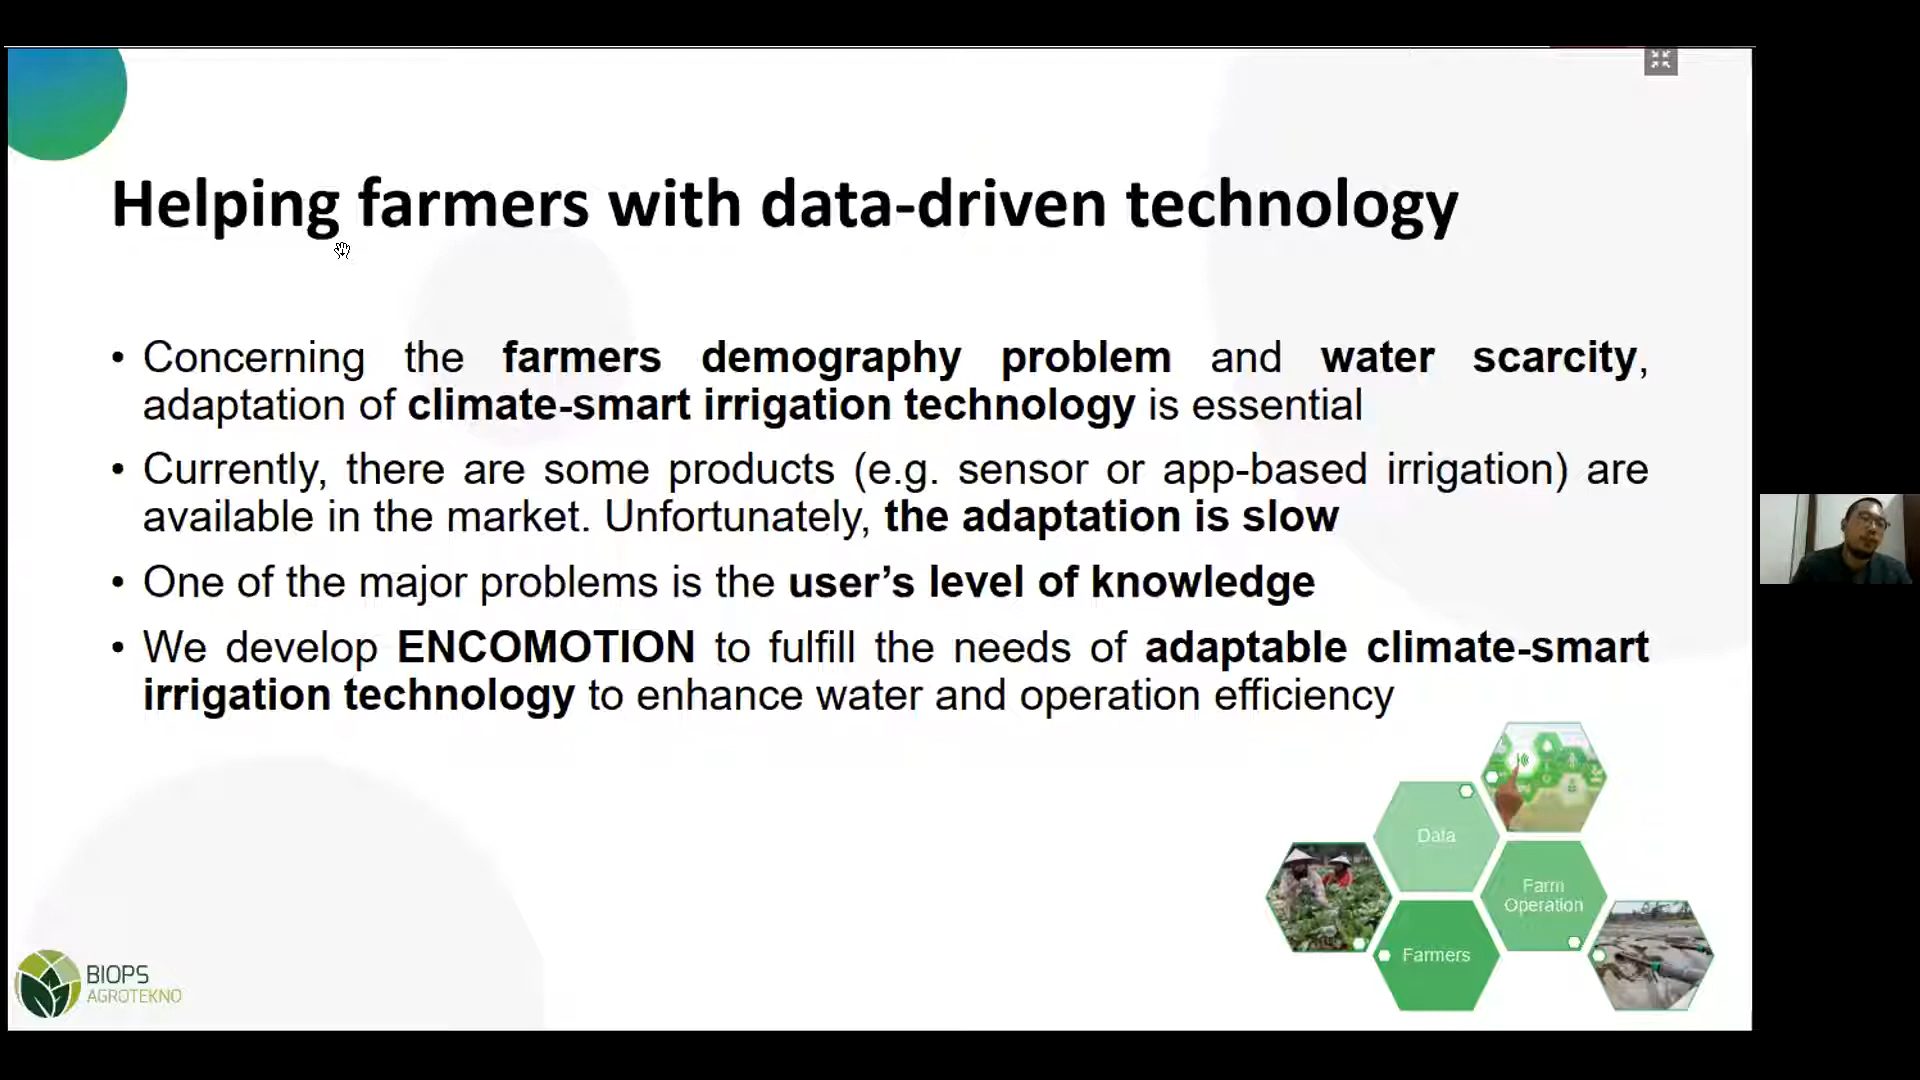 Helping farmers with data-driven technology
• Concerning the farmers demography problem and water scarcity,
adaptation of climate-smart irrigation technology is essential
• Currently, there are some products (e.g. sensor or app-based irrigation) are
available in the market. Unfortunately, the adaptation is slow
• One of the major problems is the user’s level of knowledge
• We develop ENCOMOTION to fulfill the needs of adaptable climate-smart
irrigation technology to enhance water and operation efficiency
Data
Farm
Operation
Farmers
BIOPS
AGROTEKNO